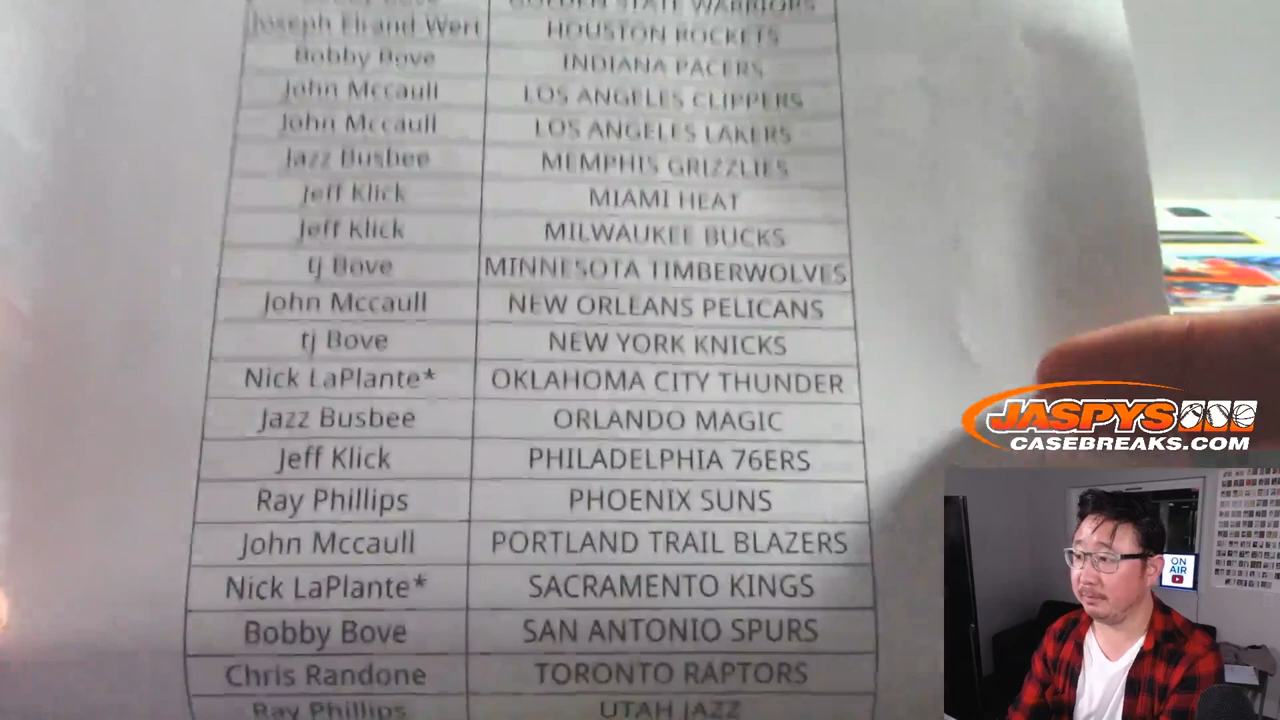 GOLDEN STATE WARRIORS
Joseph Elrand Wert HOUSTON ROCKETS
Bobby Bove INDIANA PACERS
John Mccaull LOS ANGELES CLIPPERS
John Mccaull LOS ANGELES LAKERS
Jazz Busbee MEMPHIS GRIZZLIES
Jeff Klick MIAMI HEAT
Jeff Klick MILWAUKEE BUCKS
tj Bove MINNESOTA TIMBERWOLVES
John Mccaull NEW ORLEANS PELICANS
tj Bove NEW YORK KNICKS
Nick LaPlante* OKLAHOMA CITY THUNDER
Jazz Busbee ORLANDO MAGIC
Jeff Klick PHILADELPHIA 76ERS
Ray Phillips PHOENIX SUNS
John Mccaull PORTLAND TRAIL BLAZERS
Nick LaPlante* SACRAMENTO KINGS
Bobby Bove SAN ANTONIO SPURS
Chris Randone TORONTO RAPTORS
Ray Phillips UTAH JAZZ
JASPYS
CASEBREAKS.COM
ON
AIR